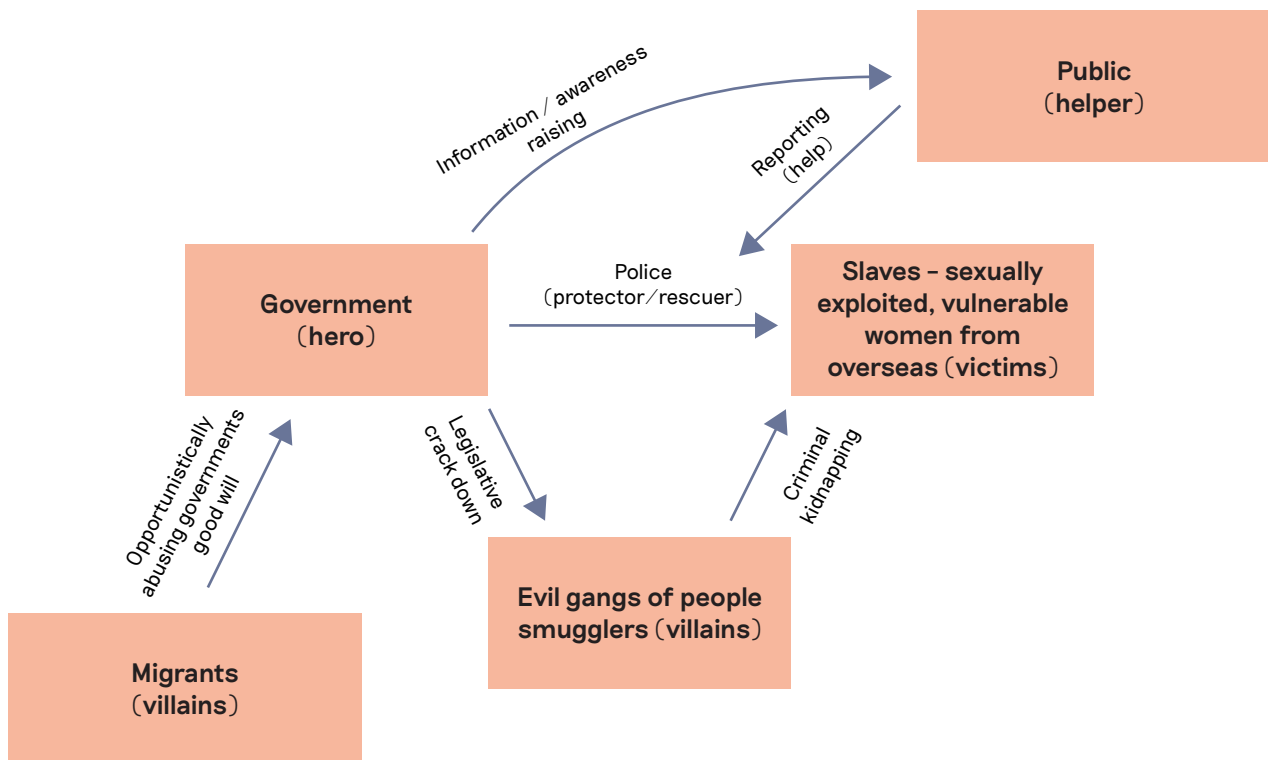 Information / awareness
raising
Public
(helper)
Reporting
(help)
Government
(hero)
Police
(protector/rescuer)
Slaves – sexually
exploited, vulnerable
women from
overseas (victims)
Opportunistically
abusing governments
good will
Legislative
crack down
Criminal
kidnapping
Evil gangs of people
smugglers (villains)
Migrants
(villains)